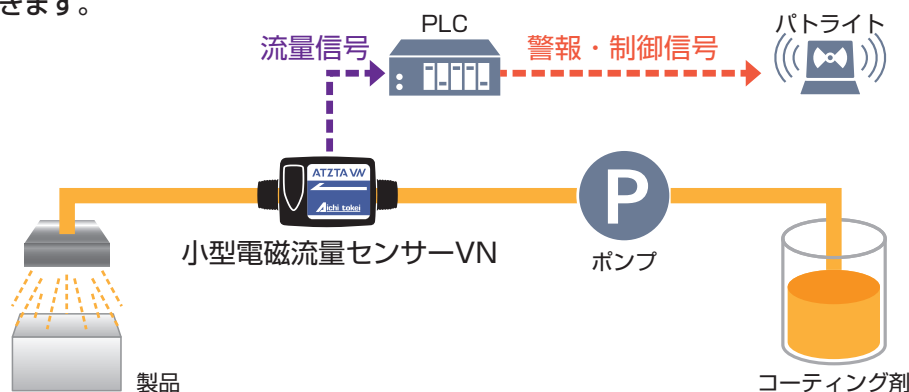 きます。
PLC
パトライト
流量信号
警報・制御信号
ATZTA VN
Aichi tokei
P
小型電磁流量センサーVN
ポンプ
製品
コーティング剤